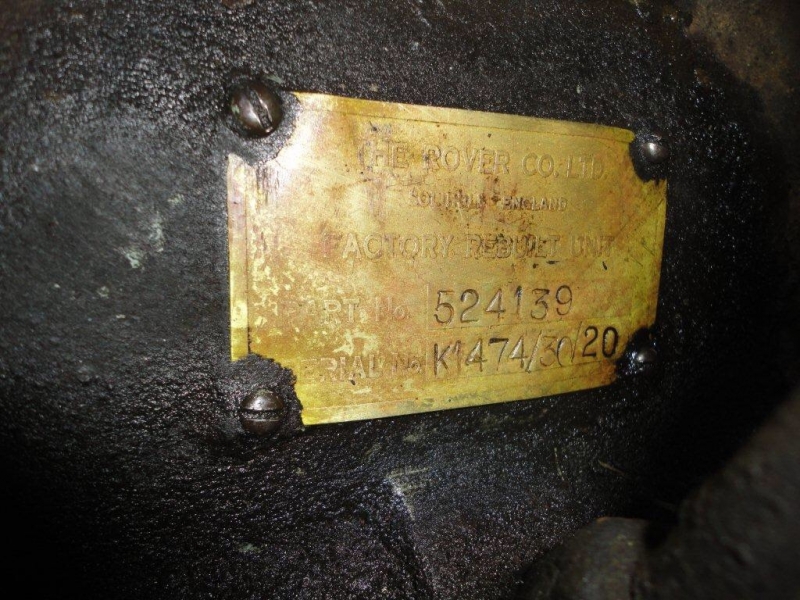 THE ROVER CO. LTD.
SOLIHULL ENGLAND
FACTORY REBUILT UNIT
PART No 524139
SERIAL No K1474/30/20